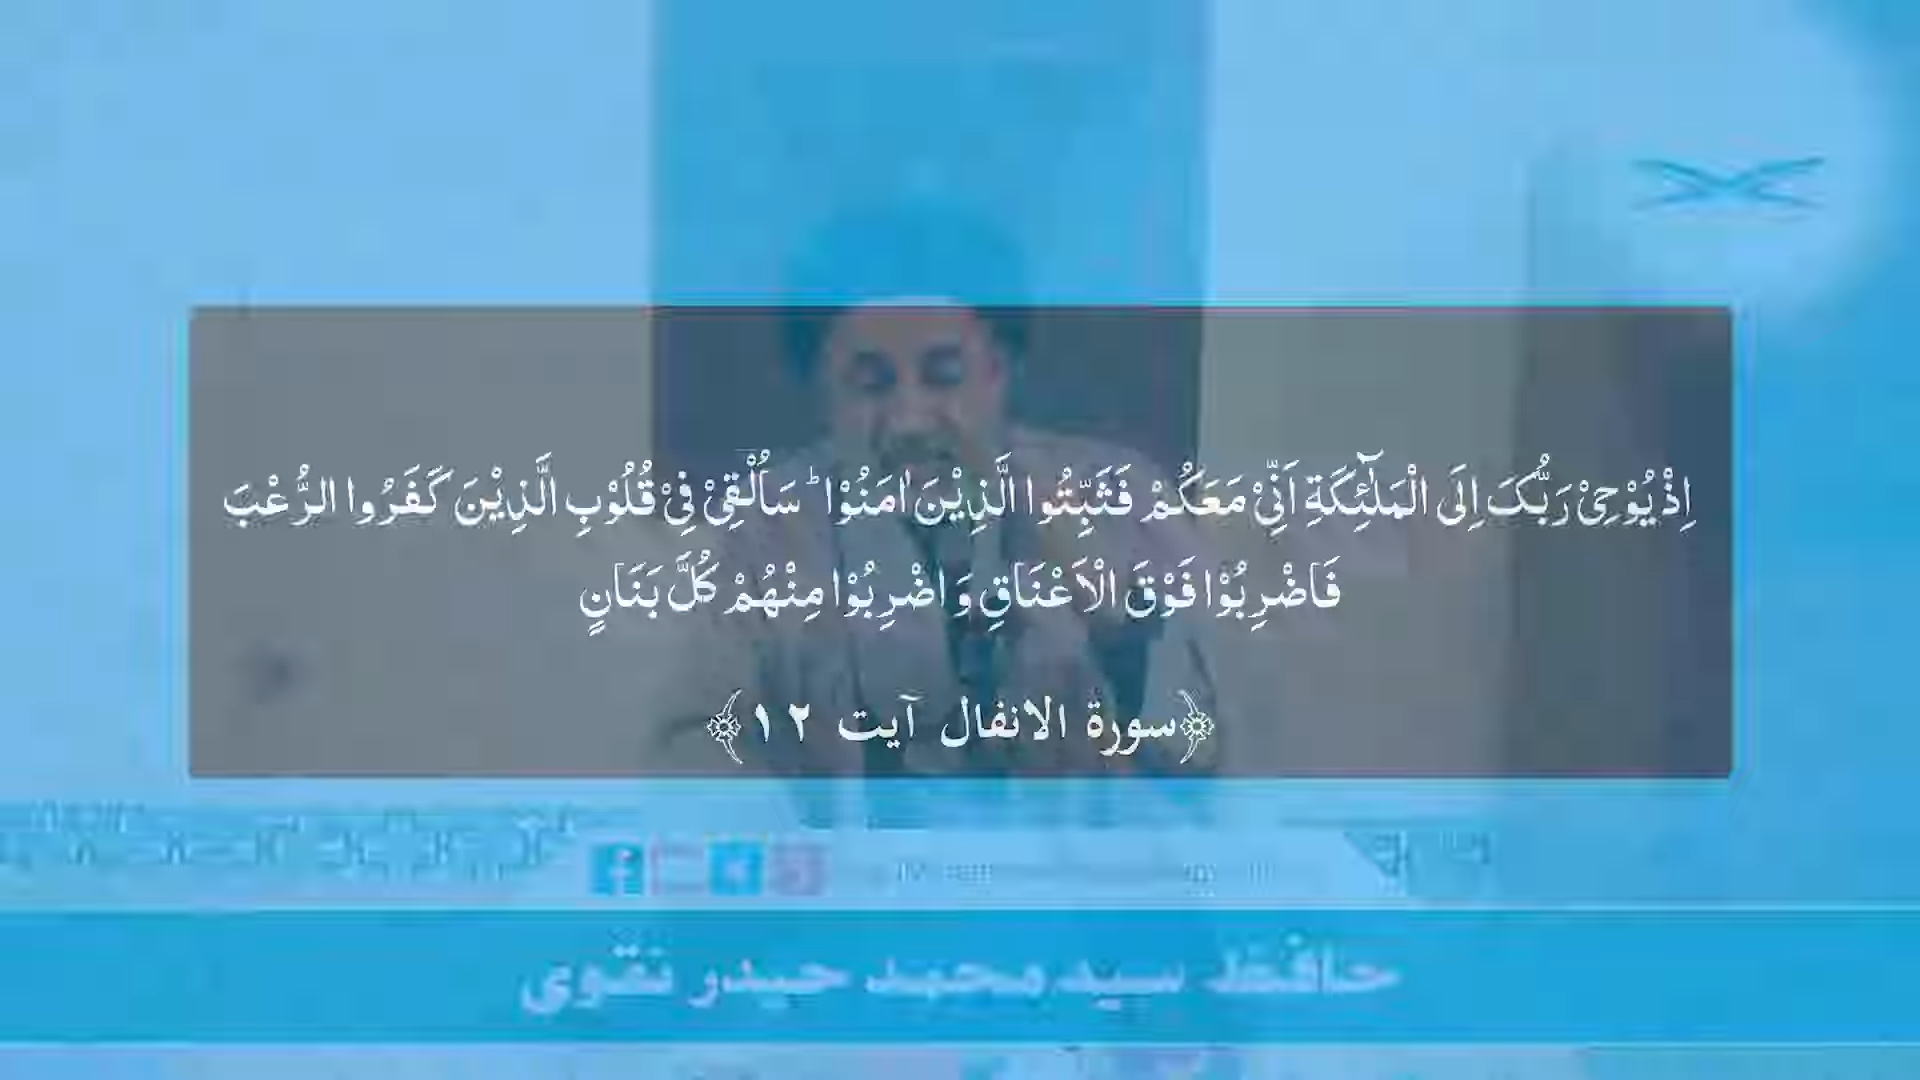 اِذْ یُوْحِیْ رَبُّکَ اِلَی الْمَلٰٓئِکَةِ اَنِّیْ مَعَکُمْ فَثَبِّتُوا الَّذِیْنَ اٰمَنُوْا ؕ سَاُلْقِیْ فِیْ قُلُوْبِ الَّذِیْنَ کَفَرُوا الرُّعْبَ
فَاضْرِبُوْا فَوْقَ الْاَعْنَاقِ وَ اضْرِبُوْا مِنْهُمْ کُلَّ بَنَانٍ
﴿سورة الانفال آیت ۱۲﴾
حافظ سید محمد حیدر نقوی